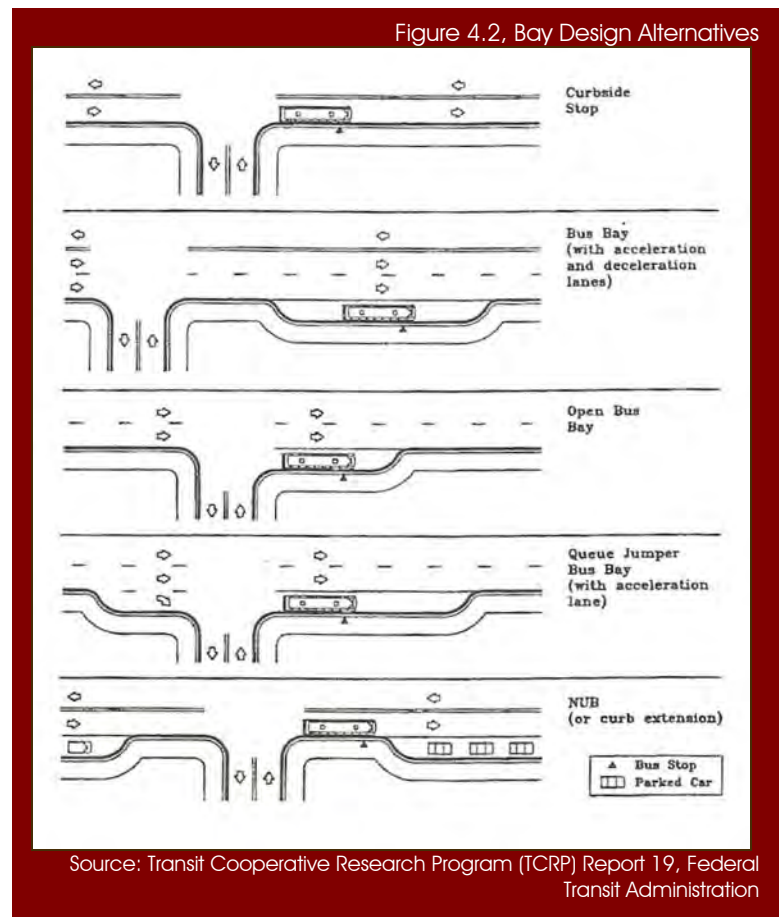 Figure 4.2, Bay Design Alternatives
Curbside
Stop
Bus Bay
(with acceleration
and deceleration
lanes)
Open Bus
Bay
Queue Jumper
Bus Bay
(with acceleration
lane)
NUB
(or curb extension)
Bus Stop
Parked Car
Source: Transit Cooperative Research Program (TCRP) Report 19, Federal
Transit Administration